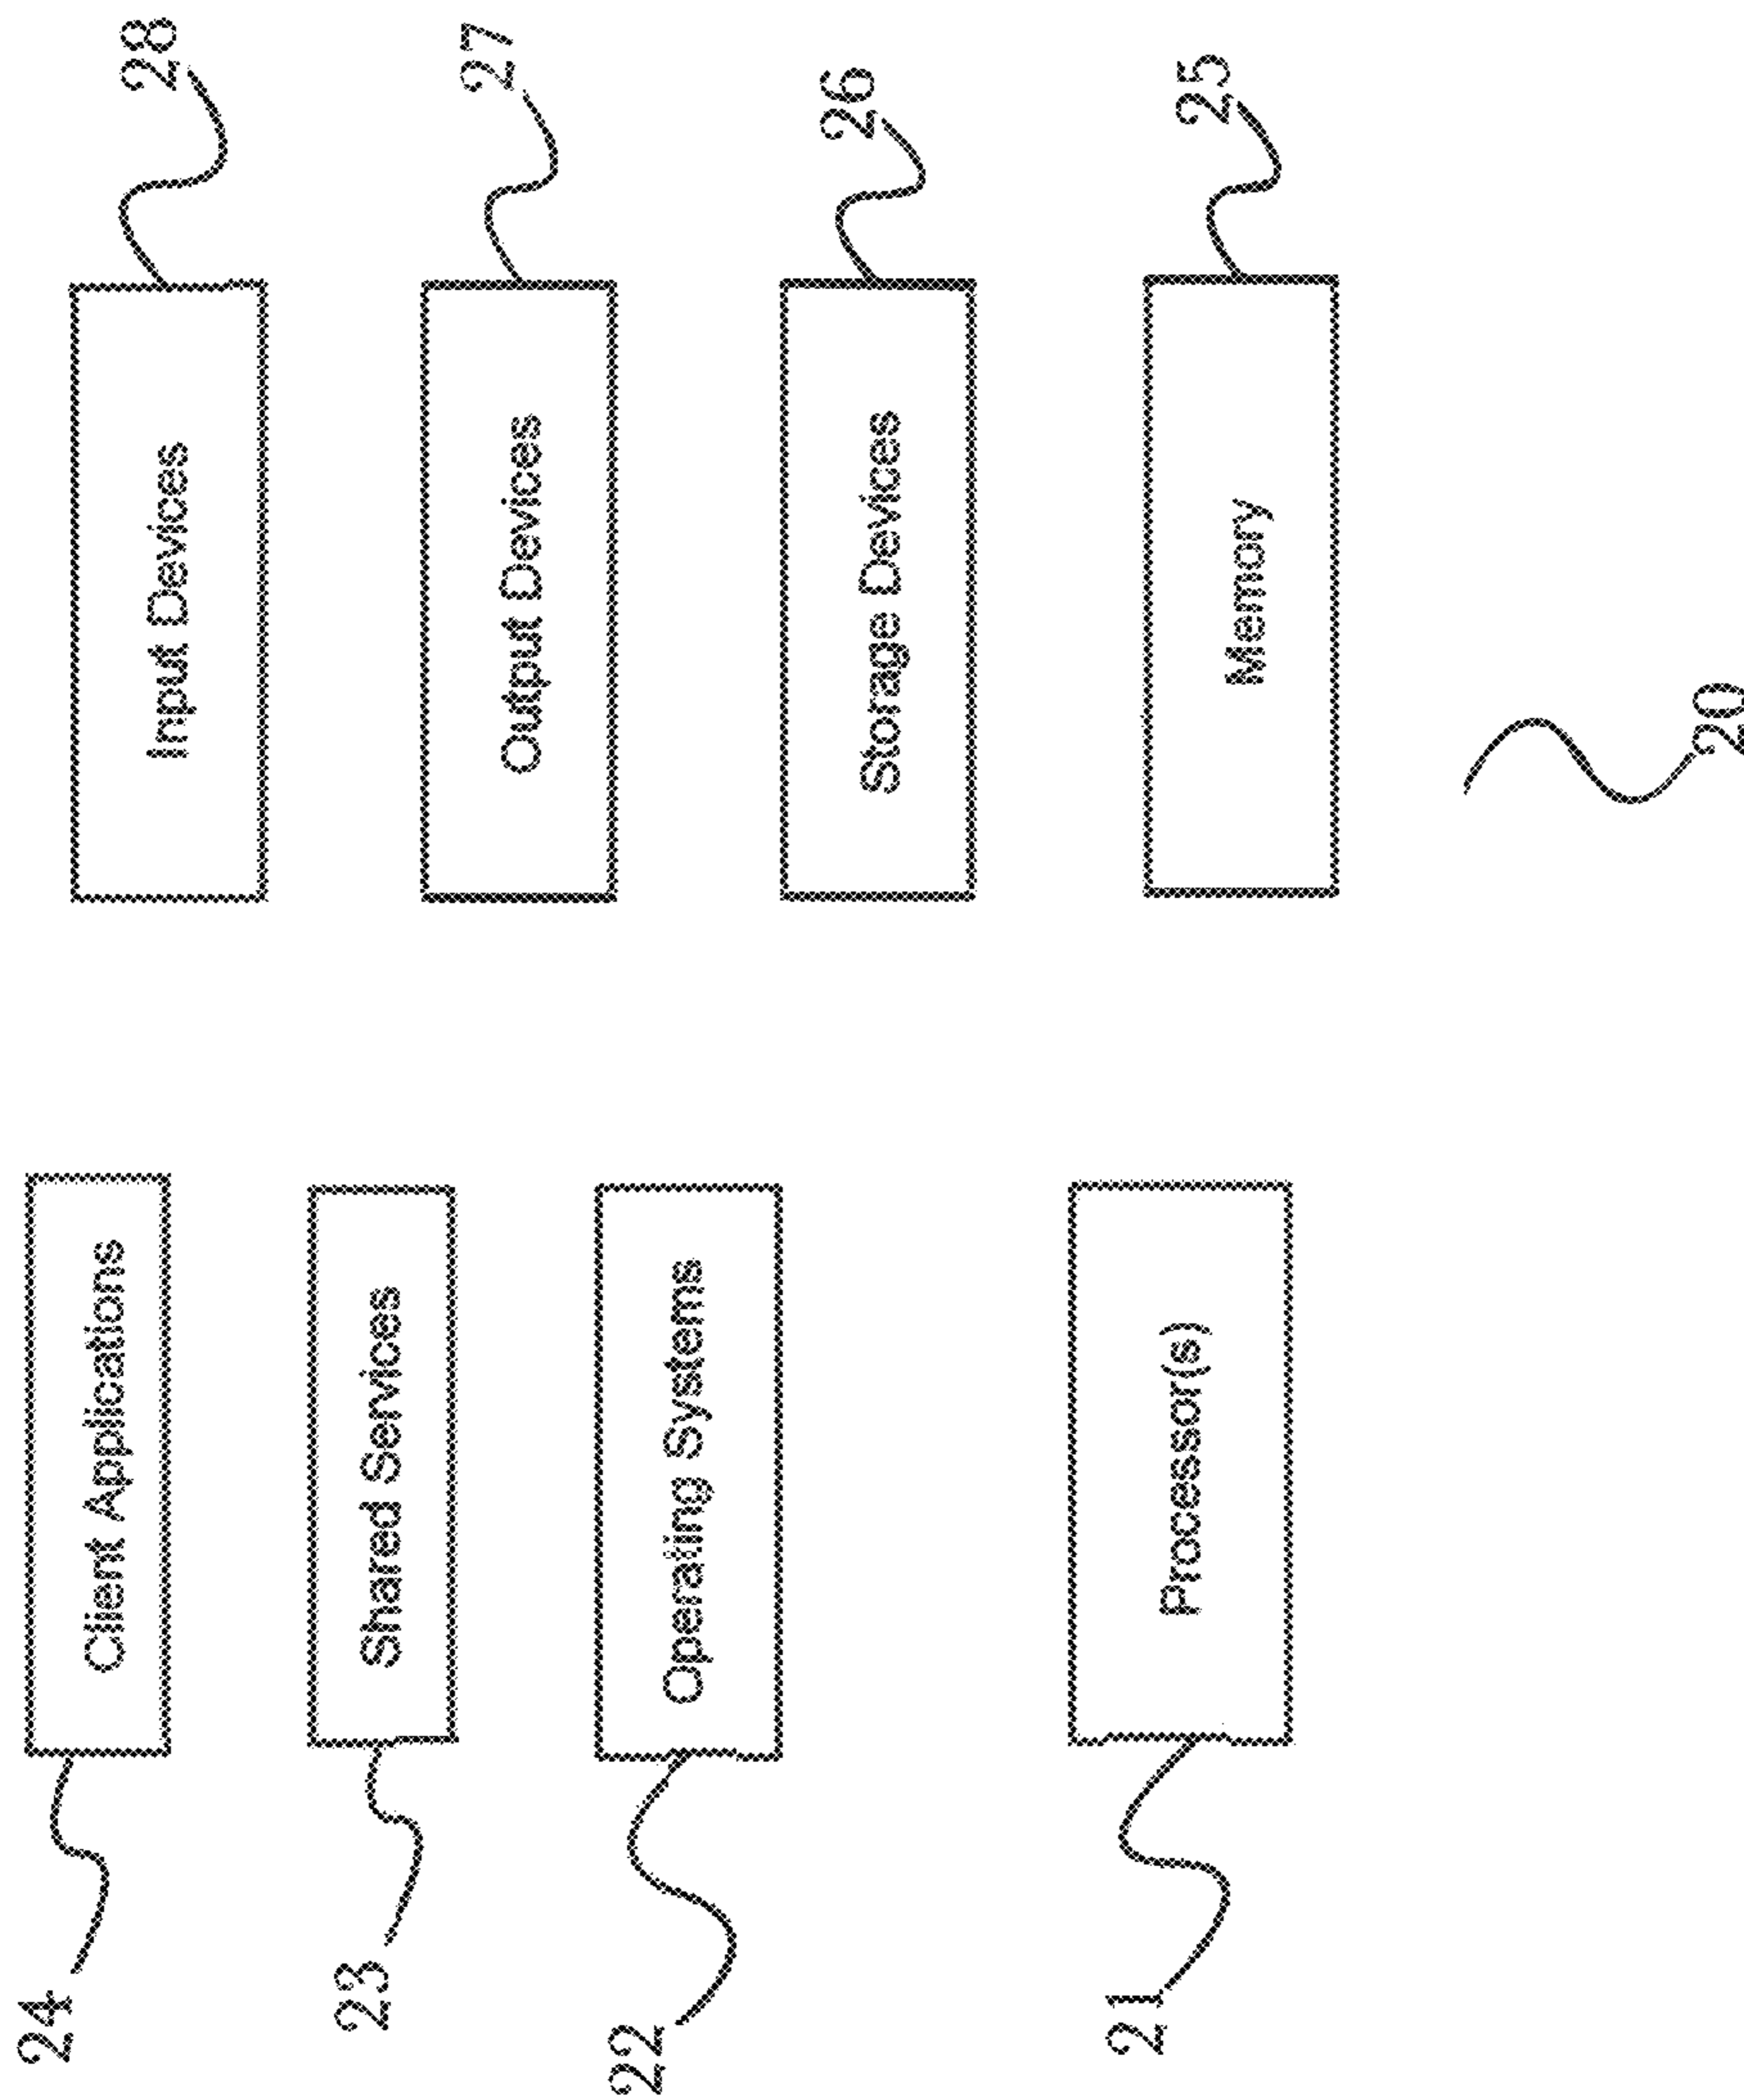 24
Client Applications
Input Devices
28
23
Shared Services
Output Devices
27
22
Operating Systems
Storage Devices
26
21
Processor(s)
Memory
25
20